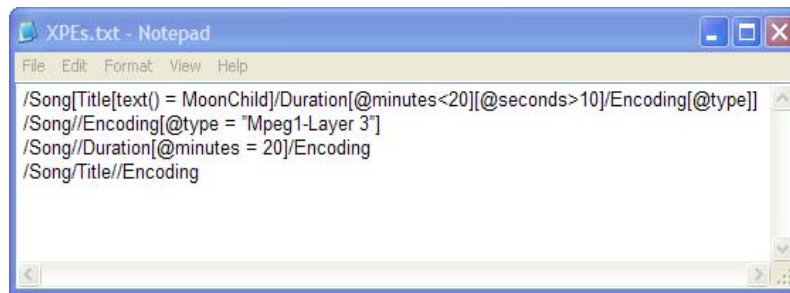 XPEs.txt - Notepad
File Edit Format View Help
/Song[Title[text() = MoonChild]/Duration[@minutes<20][@seconds>10]/Encoding[@type]]
/Song//Encoding[@type = "Mpeg1-Layer 3"]
/Song//Duration[@minutes = 20]/Encoding
/Song/Title//Encoding